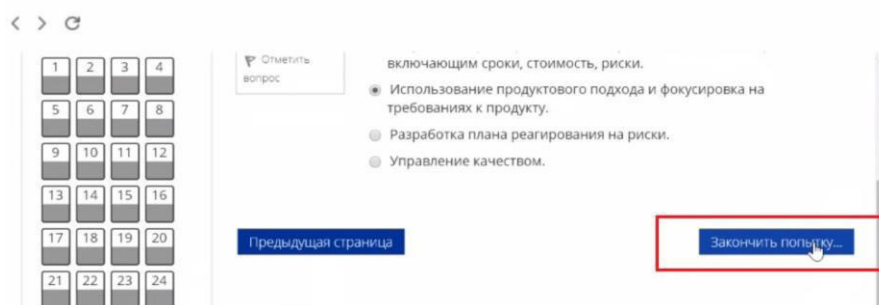 1 2 3 4
5 6 7 8
9 10 11 12
13 14 15 16
17 18 19 20
21 22 23 24
Отметить
вопрос
включающим сроки, стоимость, риски.
Использование продуктового подхода и фокусировка на
требованиях к продукту.
Разработка плана реагирования на риски.
Управление качеством.
Предыдущая страница
Закончить попытку...